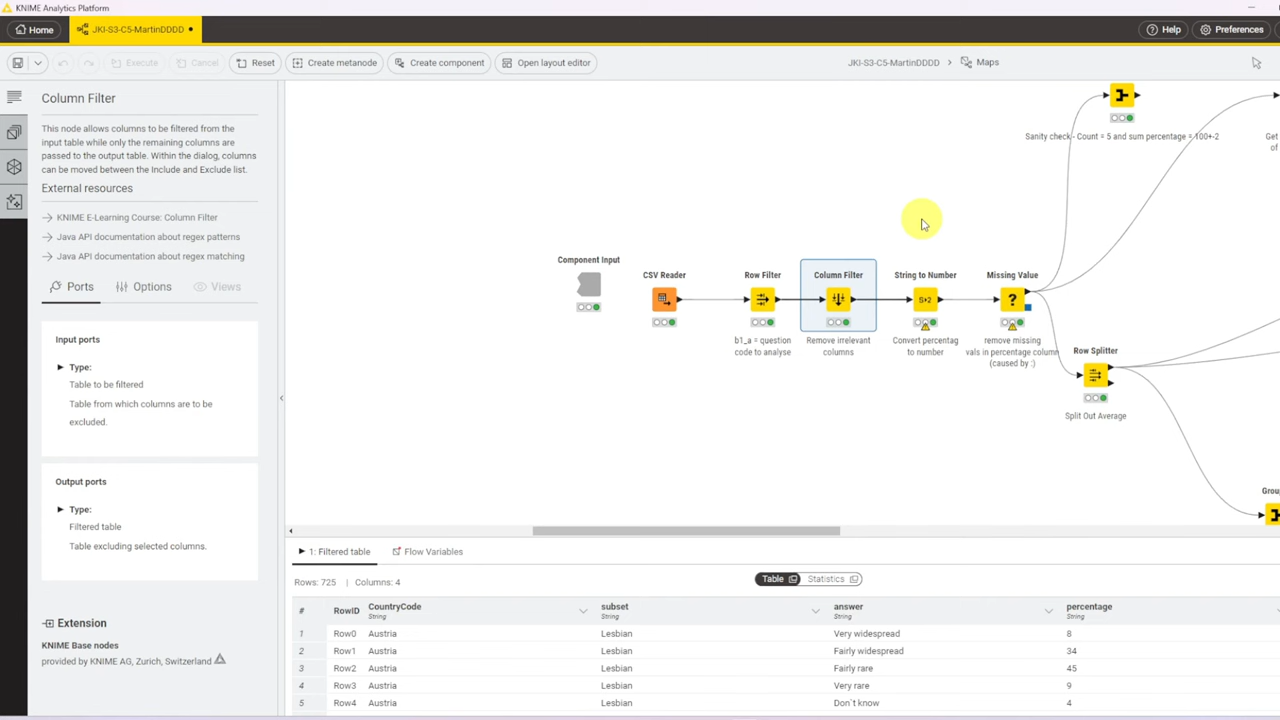 KNIME Analytics Platform
Home
JKI-S3-C5-MartinDDDD
Help
Preferences
Execute
Cancel
Reset
Create metanode
Create component
Open layout editor
JKI-S3-C5-MartinDDDD > Maps
Column Filter
This node allows columns to be filtered from the
input table while only the remaining columns are
passed to the output table. Within the dialog, columns
can be moved between the Include and Exclude list.
External resources
KNIME E-Learning Course: Column Filter
Java API documentation about regex patterns
Java API documentation about regex matching
Ports
Options
Views
Input ports
Type:
Table to be filtered
Table from which columns are to be
excluded.
Output ports
Type:
Filtered table
Table excluding selected columns.
Extension
KNIME Base nodes
provided by KNIME AG, Zurich, Switzerland
Sanity check - Count = 5 and sum percentage = 100+-2
Get
of
Component Input
CSV Reader
Row Filter
b1_a = question
code to analyse
Column Filter
Remove irrelevant
columns
String to Number
S>2
Convert percentag
to number
Missing Value
?
remove missing
vals in percentage column
(caused by :)
Row Splitter
Split Out Average
Group
1: Filtered table
Flow Variables
Rows: 725 | Columns: 4
Table
Statistics
# RowID CountryCode subset answer percentage
String String String String
1 Row0 Austria Lesbian Very widespread 8
2 Row1 Austria Lesbian Fairly widespread 34
3 Row2 Austria Lesbian Fairly rare 45
4 Row3 Austria Lesbian Very rare 9
5 Row4 Austria Lesbian Don`t know 4